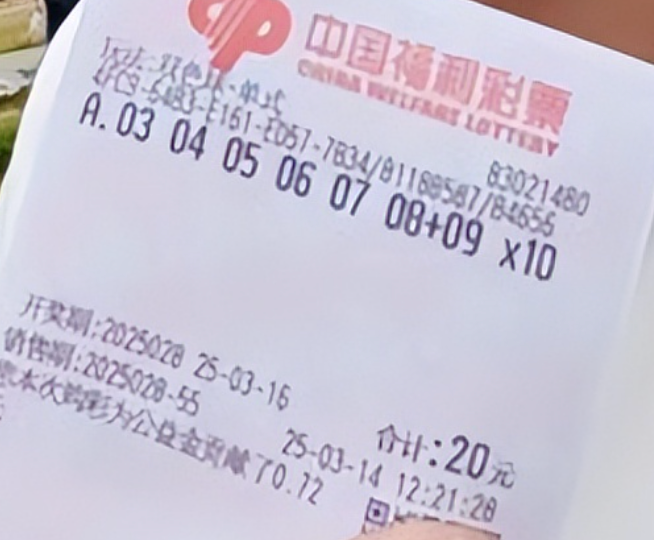 中国福利彩票
CHINA WELFARE LOTTERY
玩法:双色球-单式
83021480
-5483-E161-ED57-7B34/81188587/B4655
A.03 04 05 06 07 08+09 x10
开奖期:2025028 25-03-16
销售期:2025028-55
合计:20元
25-03-14 12:21:28
您本次购彩为公益金贡献70.72